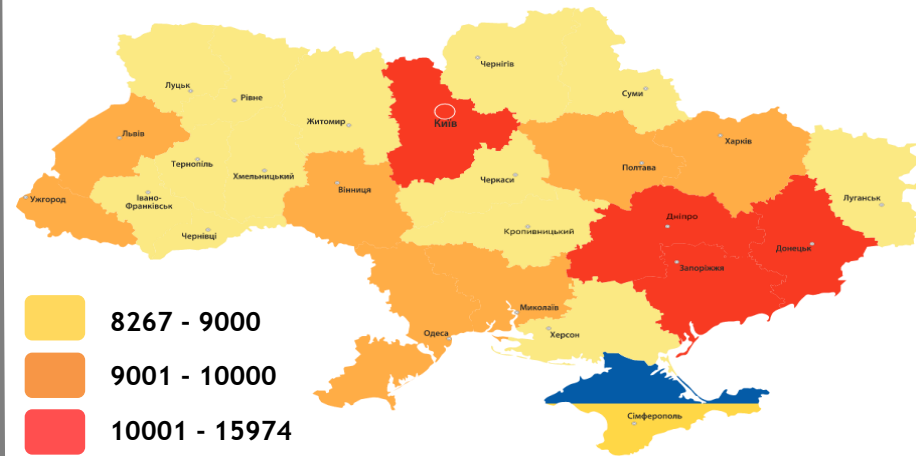 Чернігів
Луцьк
Рівне
Суми
Житомир
Київ
Львів
Харків
Тернопіль
Хмельницький
Полтава
Вінниця
Черкаси
Ужгород
Івано-
Франківськ
Луганськ
Чернівці
Кропивницький
Дніпро
Донецьк
Запоріжжя
Миколаїв
Одеса
Херсон
Сімферополь
8267 - 9000
9001 - 10000
10001 - 15974